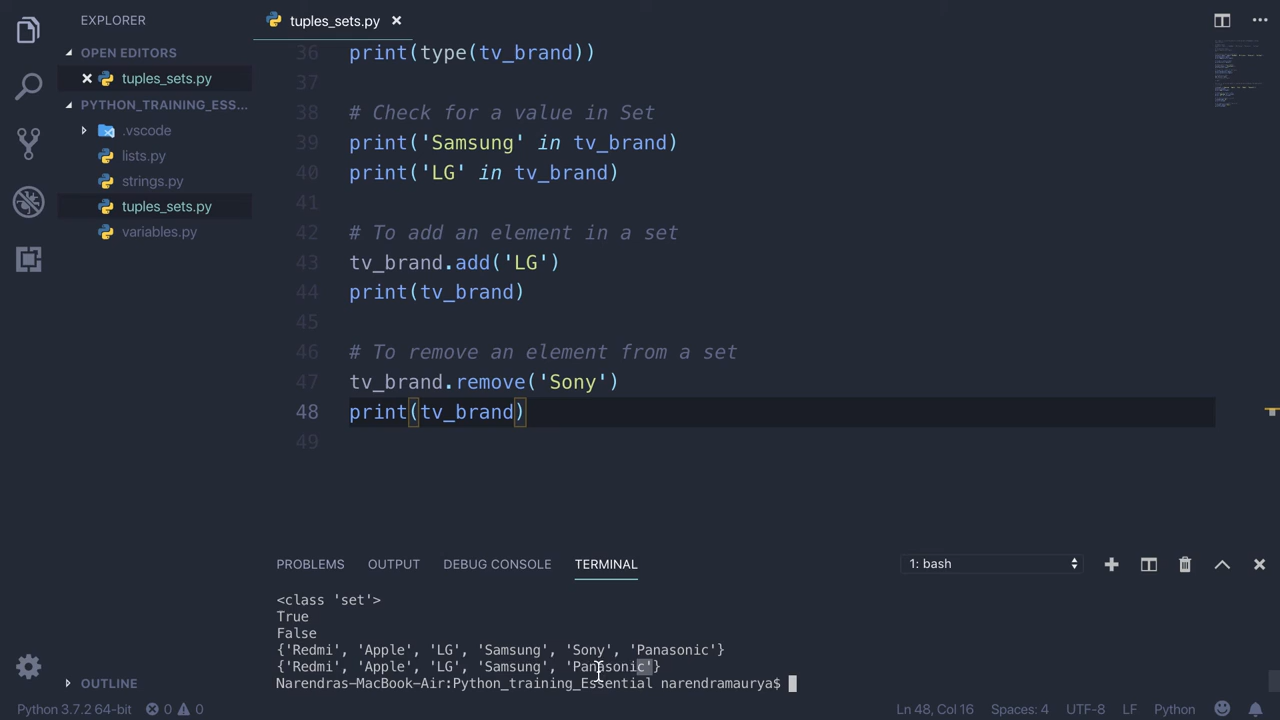 EXPLORER
OPEN EDITORS
tuples_sets.py
PYTHON_TRAINING_ESS...
.vscode
lists.py
strings.py
tuples_sets.py
variables.py
OUTLINE
tuples_sets.py
36 print(type(tv_brand))
37
38 # Check for a value in Set
39 print('Samsung' in tv_brand)
40 print('LG' in tv_brand)
41
42 # To add an element in a set
43 tv_brand.add('LG')
44 print(tv_brand)
45
46 # To remove an element from a set
47 tv_brand.remove('Sony')
48 print(tv_brand)
49
PROBLEMS OUTPUT DEBUG CONSOLE TERMINAL 1: bash
<class 'set'>
True
False
{'Redmi', 'Apple', 'LG', 'Samsung', 'Sony', 'Panasonic'}
{'Redmi', 'Apple', 'LG', 'Samsung', 'Panasonic'}
Narendras-MacBook-Air:Python_training_Essential narendramaurya$
Python 3.7.2 64-bit 0 0 Ln 48, Col 16 Spaces: 4 UTF-8 LF Python